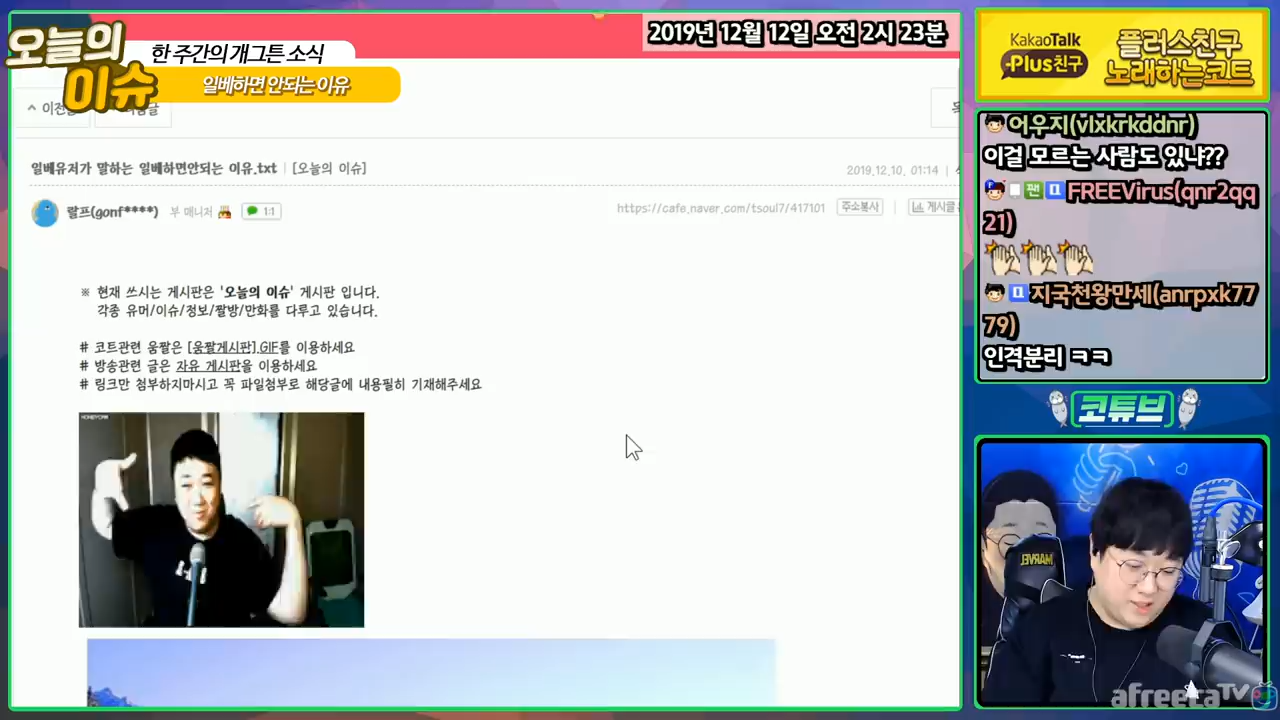 오늘의
이슈
한 주간의 개그튼 소식
일베하면 안되는 이유
2019년 12월 12일 오전 2시 23분
이전글
일베유저가 말하는 일베하면안되는 이유.txt | [오늘의 이슈]
2019.12.10. 01:14
랄프(gonf****) 부 매니저 1:1
https://cafe.naver.com/tsoul7/417101 주소복사 | 게시글
※ 현재 쓰시는 게시판은 '오늘의 이슈' 게시판 입니다.
각종 유머/이슈/정보/짤방/만화를 다루고 있습니다.
# 코트관련 움짤은 [움짤게시판].GIF를 이용하세요
# 방송관련 글은 자유 게시판을 이용하세요
# 링크만 첨부하지마시고 꼭 파일첨부로 해당글에 내용필히 기재해주세요
KakaoTalk
Plus친구
플러스친구
노래하는코트
어우지(vlxkrkddnr)
이걸 모르는 사람도 있냐??
F 팬 FREEVirus(qnr2qq
21)
지국천왕만세(anrpxk77
79)
인격분리 ㅋㅋ
코튜브
MARVEL
afreecaTV